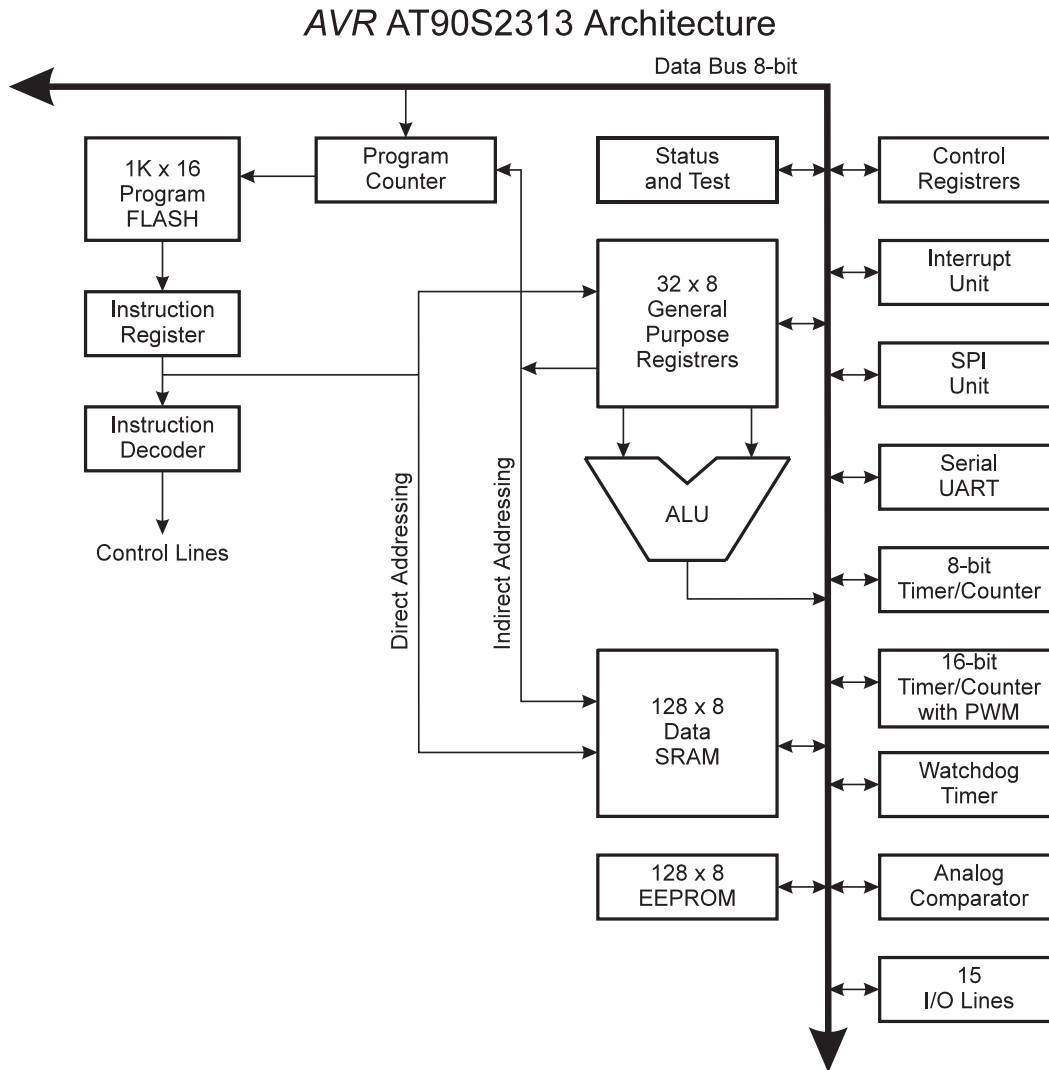 AVR AT90S2313 Architecture
Data Bus 8-bit
1K x 16
Program
FLASH
Program
Counter
Status
and Test
Control
Registrers
Instruction
Register
32 x 8
General
Purpose
Registrers
Interrupt
Unit
SPI
Unit
Instruction
Decoder
Control Lines
Direct Addressing
Indirect Addressing
ALU
Serial
UART
8-bit
Timer/Counter
128 x 8
Data
SRAM
16-bit
Timer/Counter
with PWM
Watchdog
Timer
128 x 8
EEPROM
Analog
Comparator
15
I/O Lines